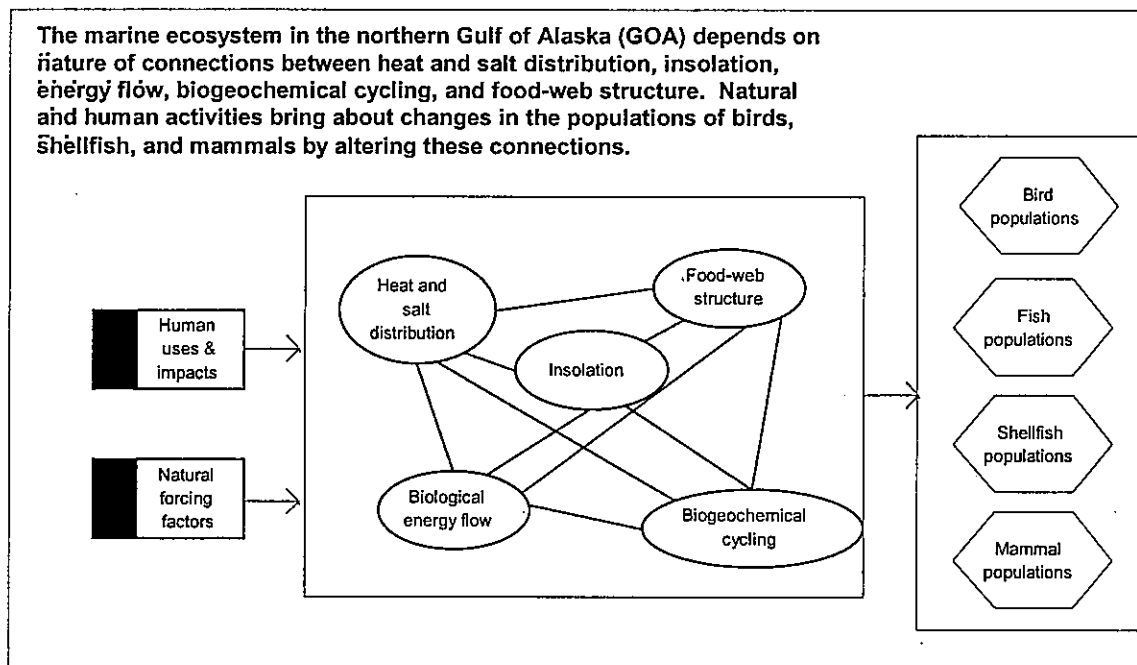 The marine ecosystem in the northern Gulf of Alaska (GOA) depends on
nature of connections between heat and salt distribution, insolation,
energy flow, biogeochemical cycling, and food-web structure. Natural
and human activities bring about changes in the populations of birds,
shellfish, and mammals by altering these connections.
Human
uses &
impacts
Natural
forcing
factors
Heat and
salt
distribution
Food-web
structure
Insolation
Biological
energy flow
Biogeochemical
cycling
Bird
populations
Fish
populations
Shellfish
populations
Mammal
populations